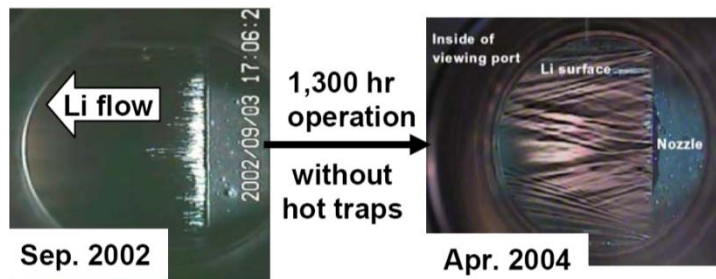 Li flow
2002/09/03 17:06:2
Sep. 2002
1,300 hr
operation
without
hot traps
Inside of
viewing port
Li surface
Nozzle
Apr. 2004